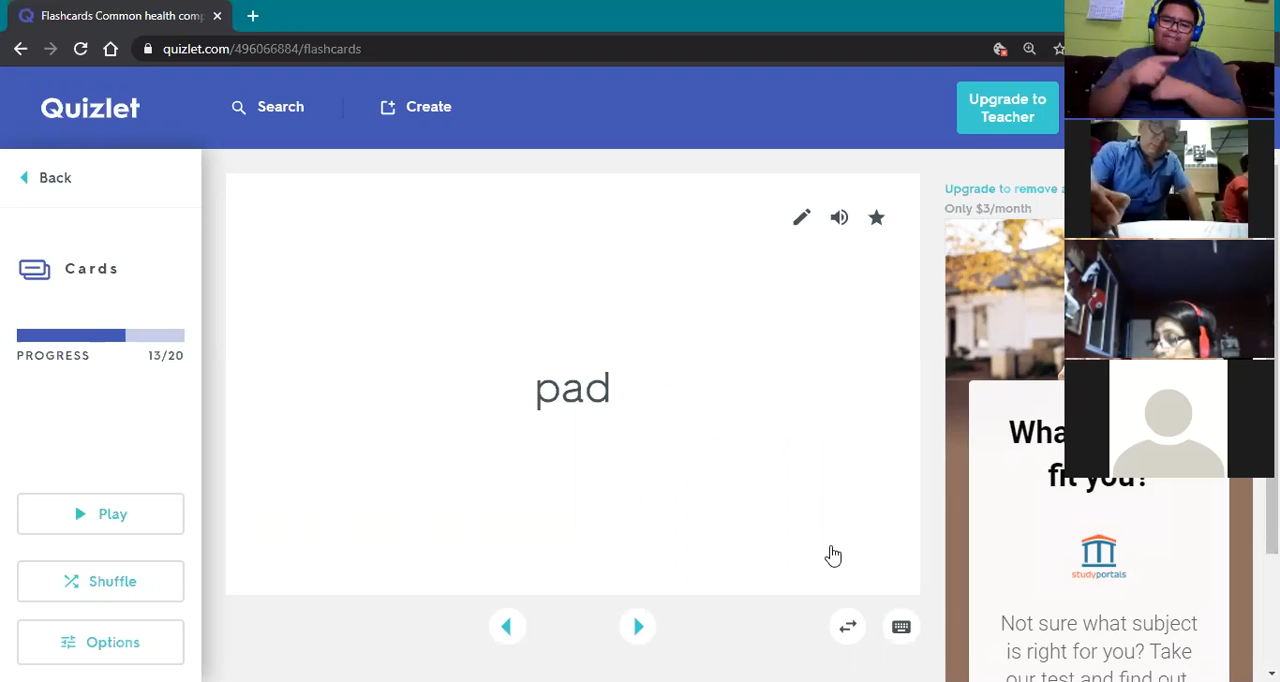 Flashcards Common health comp
quizlet.com/496066884/flashcards
Quizlet
Search
Create
Upgrade to
Teacher
Back
Upgrade to remove
Only $3/month
Cards
PROGRESS 13/20
pad
fit you?
Play
studyportals
Shuffle
Not sure what subject
is right for you? Take
our test and find out
Options